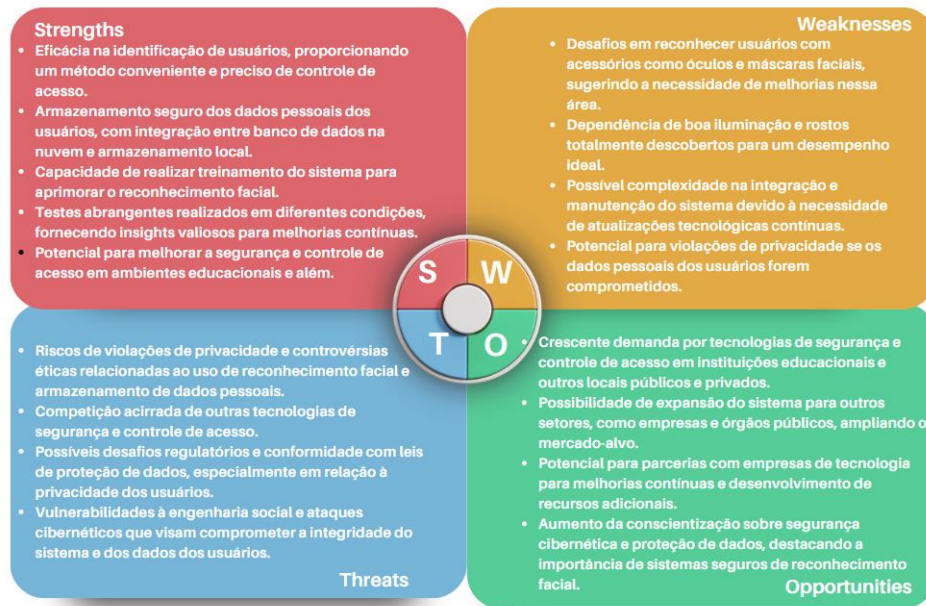 Strengths
• Eficácia na identificação de usuários, proporcionando
um método conveniente e preciso de controle de
acesso.
• Armazenamento seguro dos dados pessoais dos
usuários, com integração entre banco de dados na
nuvem e armazenamento local.
• Capacidade de realizar treinamento do sistema para
aprimorar o reconhecimento facial.
• Testes abrangentes realizados em diferentes condições,
fornecendo insights valiosos para melhorias contínuas.
• Potencial para melhorar a segurança e controle de
acesso em ambientes educacionais e além.
Weaknesses
• Desafios em reconhecer usuários com
acessórios como óculos e máscaras faciais,
sugerindo a necessidade de melhorias nessa
área.
• Dependência de boa iluminação e rostos
totalmente descobertos para um desempenho
ideal.
• Possível complexidade na integração e
manutenção do sistema devido à necessidade
de atualizações tecnológicas contínuas.
• Potencial para violações de privacidade se os
dados pessoais dos usuários forem
comprometidos.
S
W
T
O
• Riscos de violações de privacidade e controvérsias
éticas relacionadas ao uso de reconhecimento facial e
armazenamento de dados pessoais.
• Competição acirrada de outras tecnologias de
segurança e controle de acesso.
• Possíveis desafios regulatórios e conformidade com leis
de proteção de dados, especialmente em relação à
privacidade dos usuários.
• Vulnerabilidades à engenharia social e ataques
cibernéticos que visam comprometer a integridade do
sistema e dos dados dos usuários.
Threats
• Crescente demanda por tecnologias de segurança e
controle de acesso em instituições educacionais e
outros locais públicos e privados.
• Possibilidade de expansão do sistema para outros
setores, como empresas e órgãos públicos, ampliando o
mercado-alvo.
• Potencial para parcerias com empresas de tecnologia
para melhorias contínuas e desenvolvimento de
recursos adicionais.
• Aumento da conscientização sobre segurança
cibernética e proteção de dados, destacando a
importância de sistemas seguros de reconhecimento
facial.
Opportunities